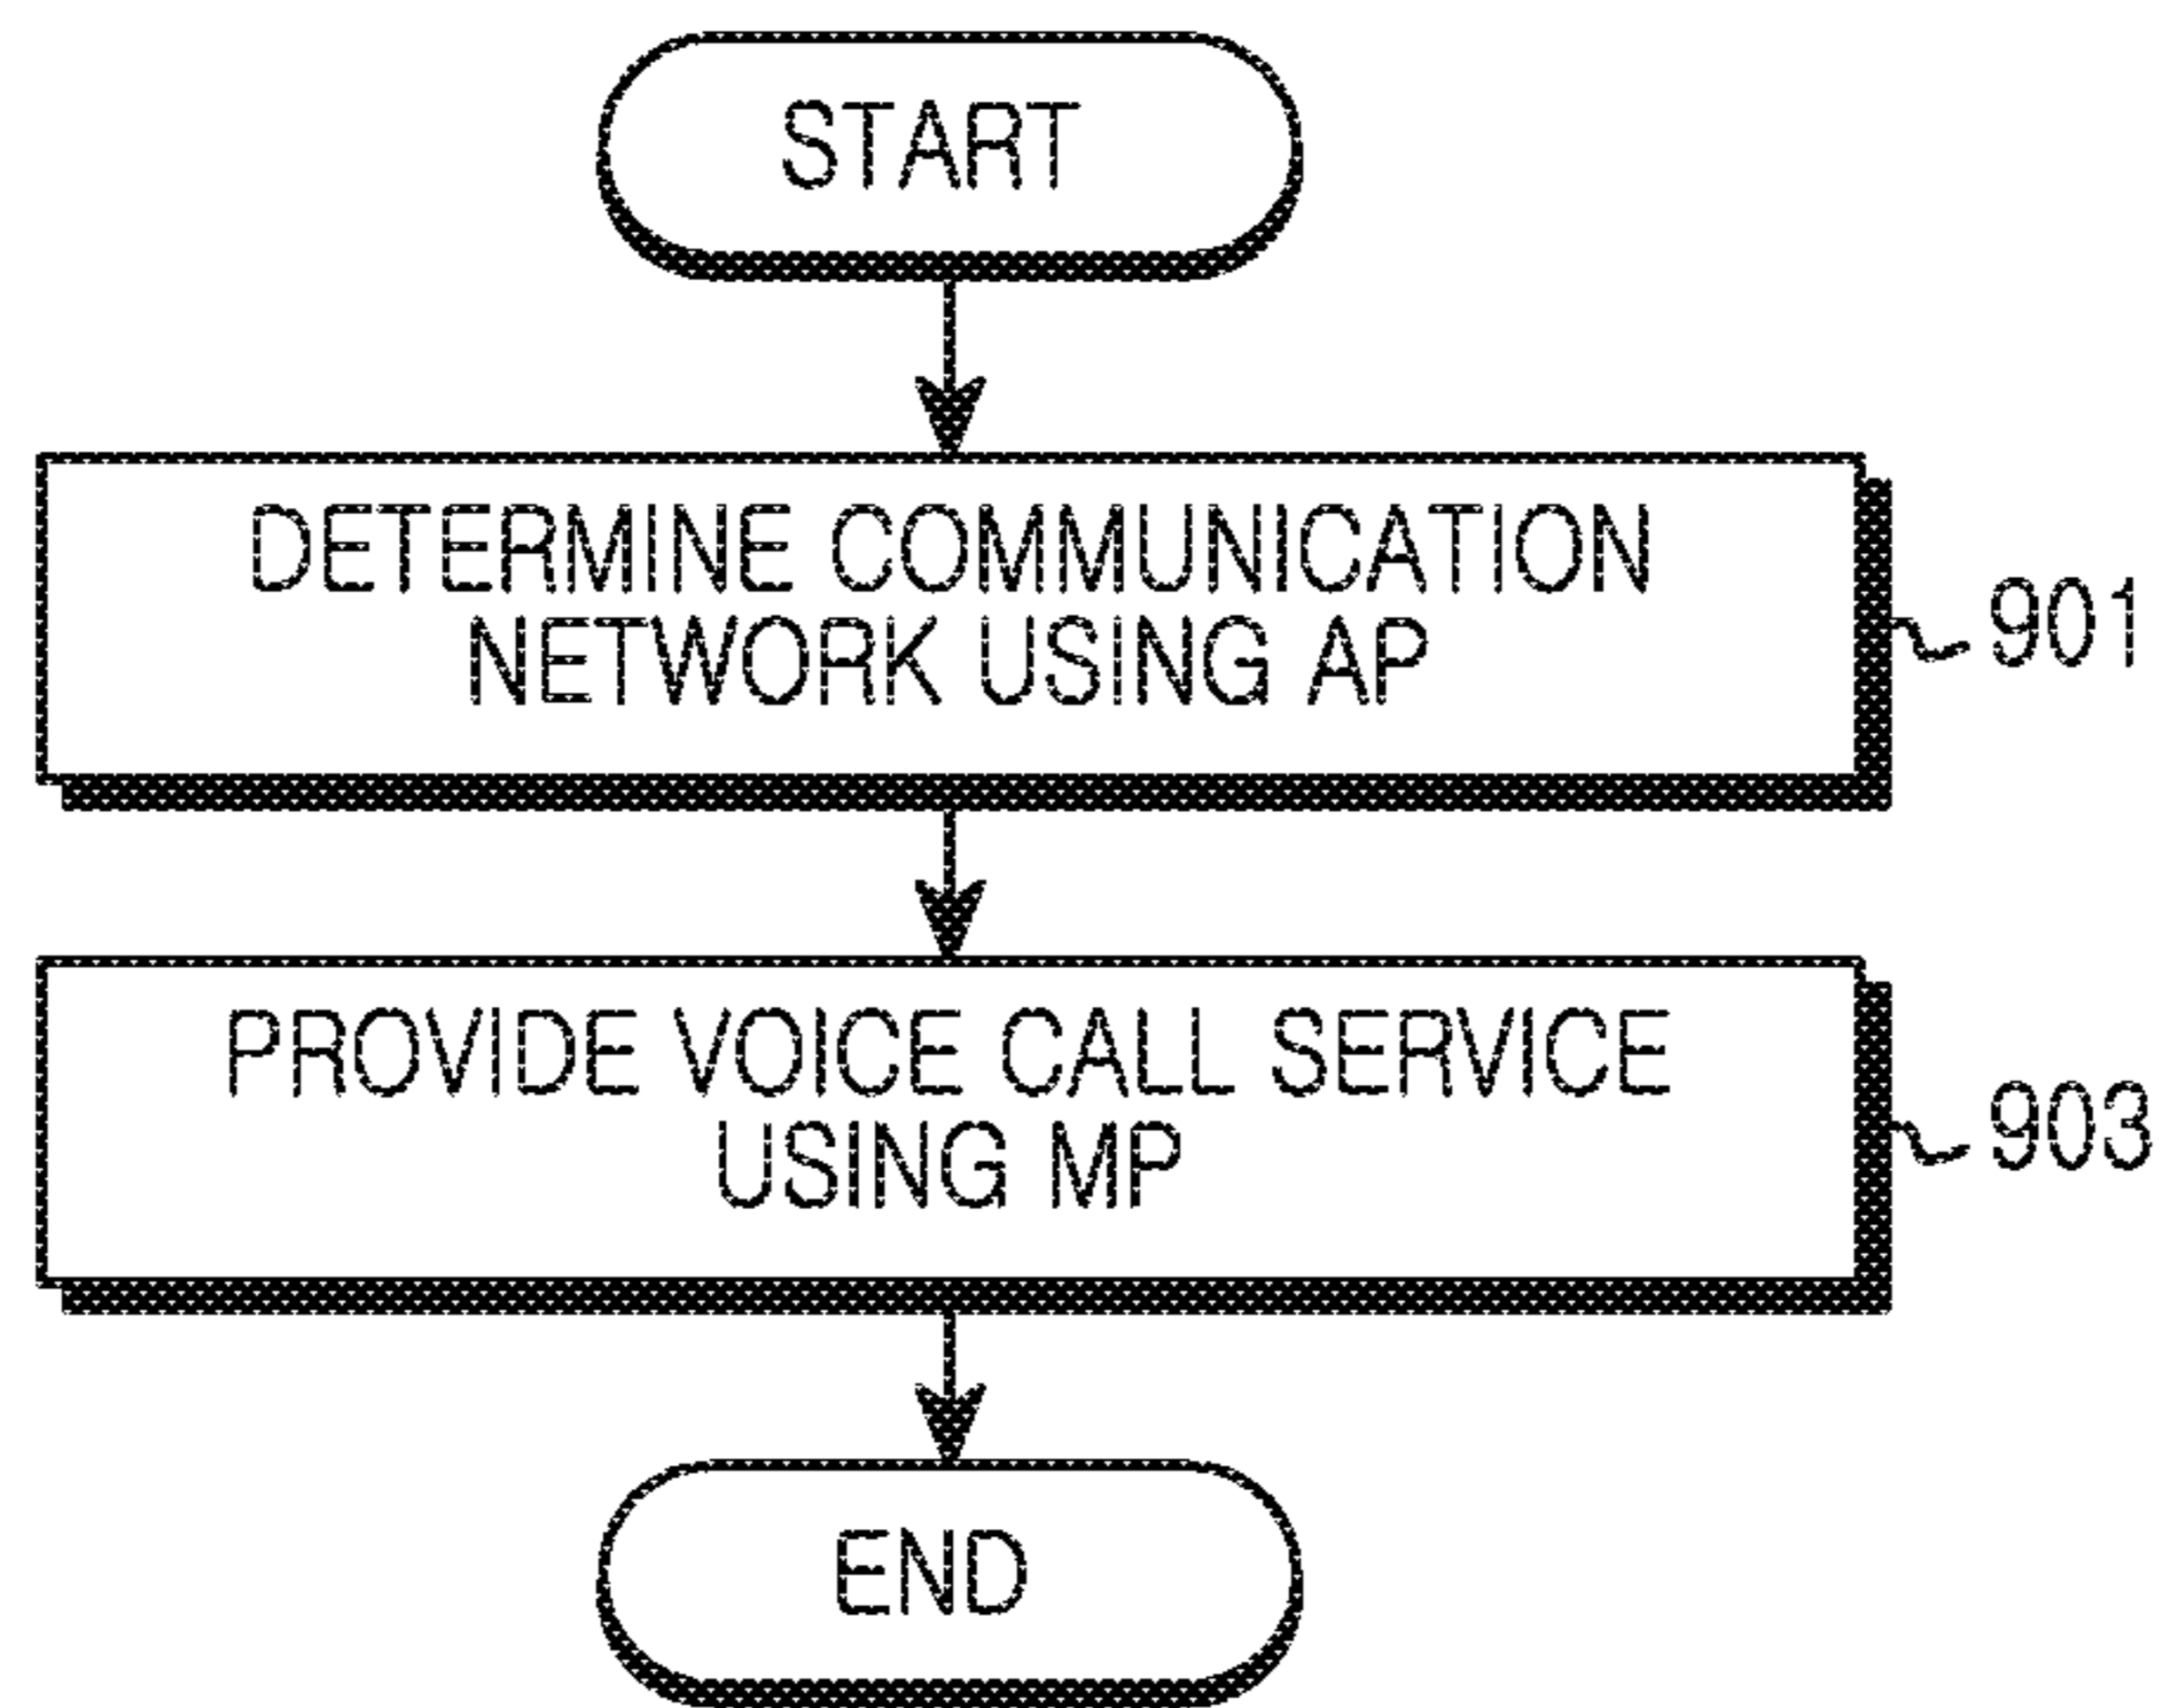 START
DETERMINE COMMUNICATION
NETWORK USING AP
901
PROVIDE VOICE CALL SERVICE
USING MP
903
END